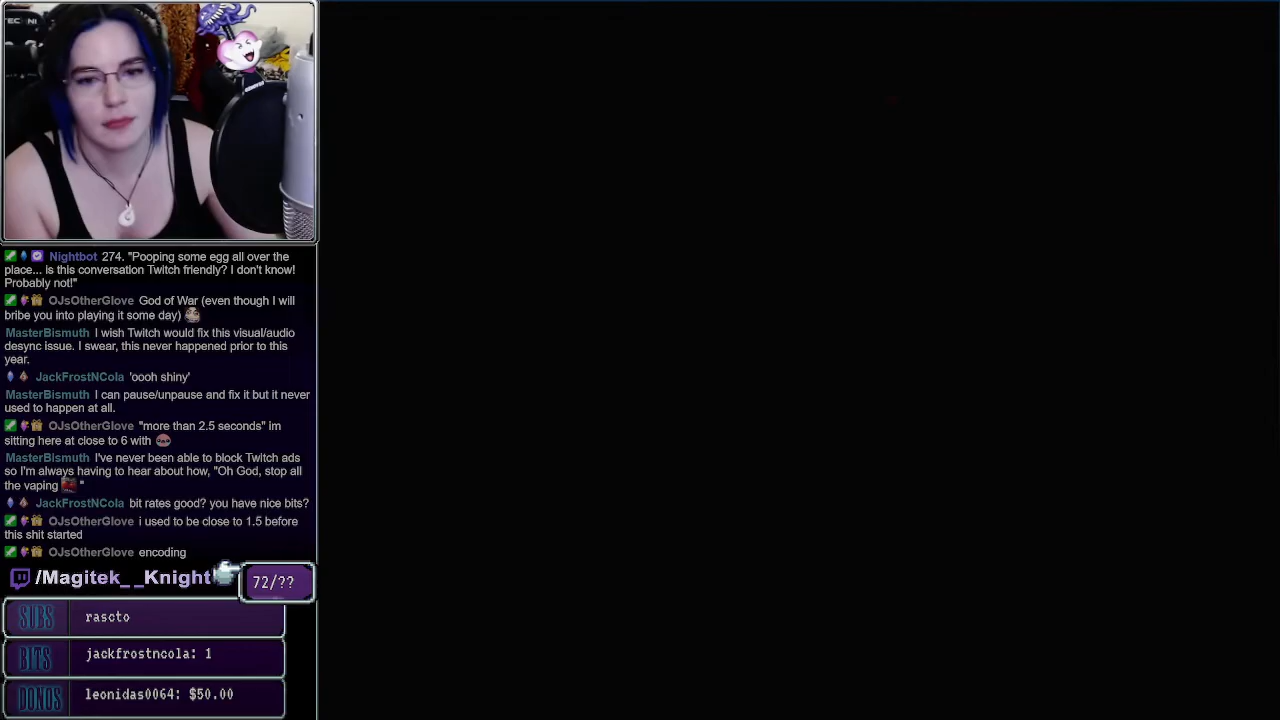 TECHNI
Nightbot 274. "Pooping some egg all over the
place... is this conversation Twitch friendly? I don't know!
Probably not!"
OJsOtherGlove God of War (even though I will
bribe you into playing it some day)
MasterBismuth I wish Twitch would fix this visual/audio
desync issue. I swear, this never happened prior to this
year.
JackFrostNCola 'oooh shiny'
MasterBismuth I can pause/unpause and fix it but it never
used to happen at all.
OJsOtherGlove "more than 2.5 seconds" im
sitting here at close to 6 with
MasterBismuth I've never been able to block Twitch ads
so I'm always having to hear about how, "Oh God, stop all
the vaping "
JackFrostNCola bit rates good? you have nice bits?
OJsOtherGlove i used to be close to 1.5 before
this shit started
OJsOtherGlove encoding
/Magitek__Knight
72/??
SUBS rascto
BITS jackfrostncola: 1
DONOS leonidas0064: $50.00